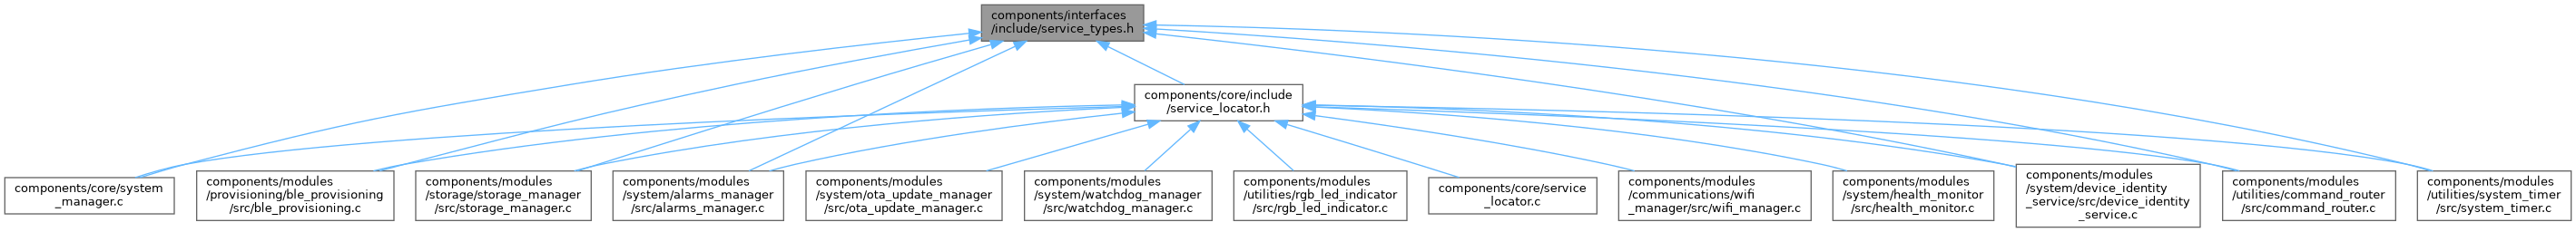 components/interfaces
/include/service_types.h
components/core/include
/service_locator.h
components/core/system
_manager.c
components/modules
/provisioning/ble_provisioning
/src/ble_provisioning.c
components/modules
/storage/storage_manager
/src/storage_manager.c
components/modules
/system/alarms_manager
/src/alarms_manager.c
components/modules
/system/ota_update_manager
/src/ota_update_manager.c
components/modules
/system/watchdog_manager
/src/watchdog_manager.c
components/modules
/utilities/rgb_led_indicator
/src/rgb_led_indicator.c
components/core/service
_locator.c
components/modules
/communications/wifi
_manager/src/wifi_manager.c
components/modules
/system/health_monitor
/src/health_monitor.c
components/modules
/system/device_identity
_service/src/device_identity
_service.c
components/modules
/utilities/command_router
/src/command_router.c
components/modules
/utilities/system_timer
/src/system_timer.c